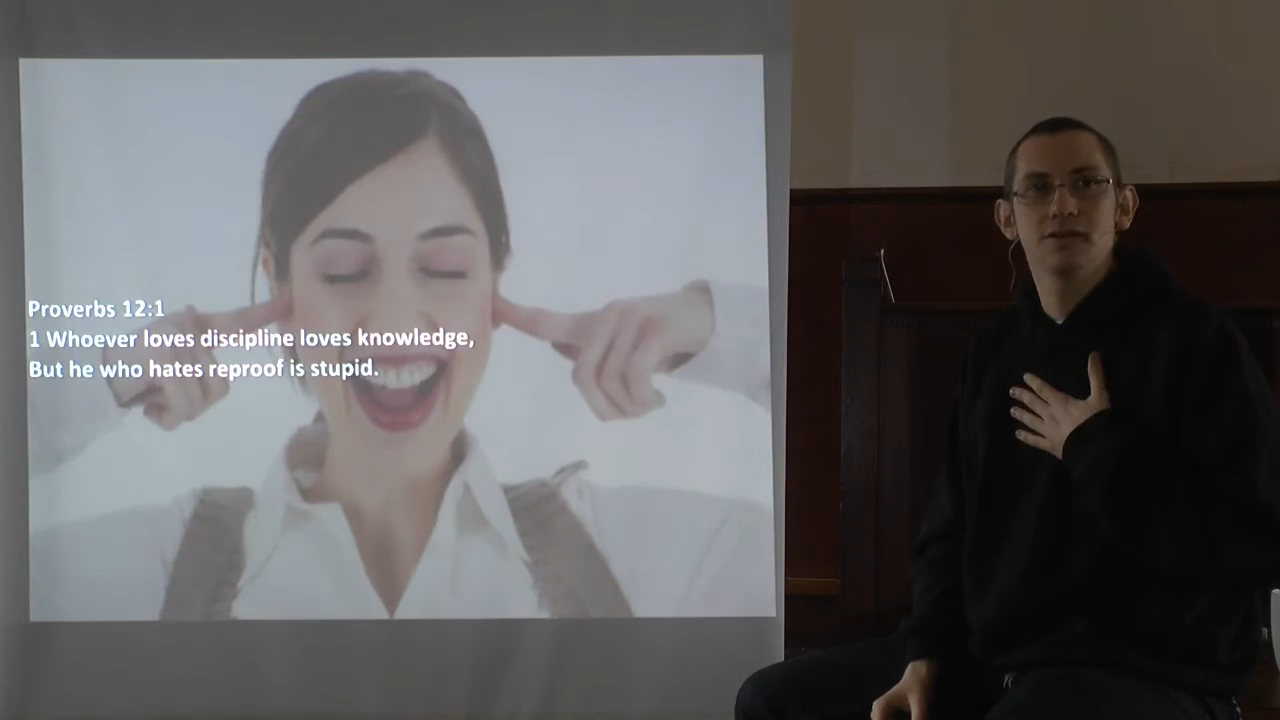 Proverbs 12:1
1 Whoever loves discipline loves knowledge,
But he who hates reproof is stupid.